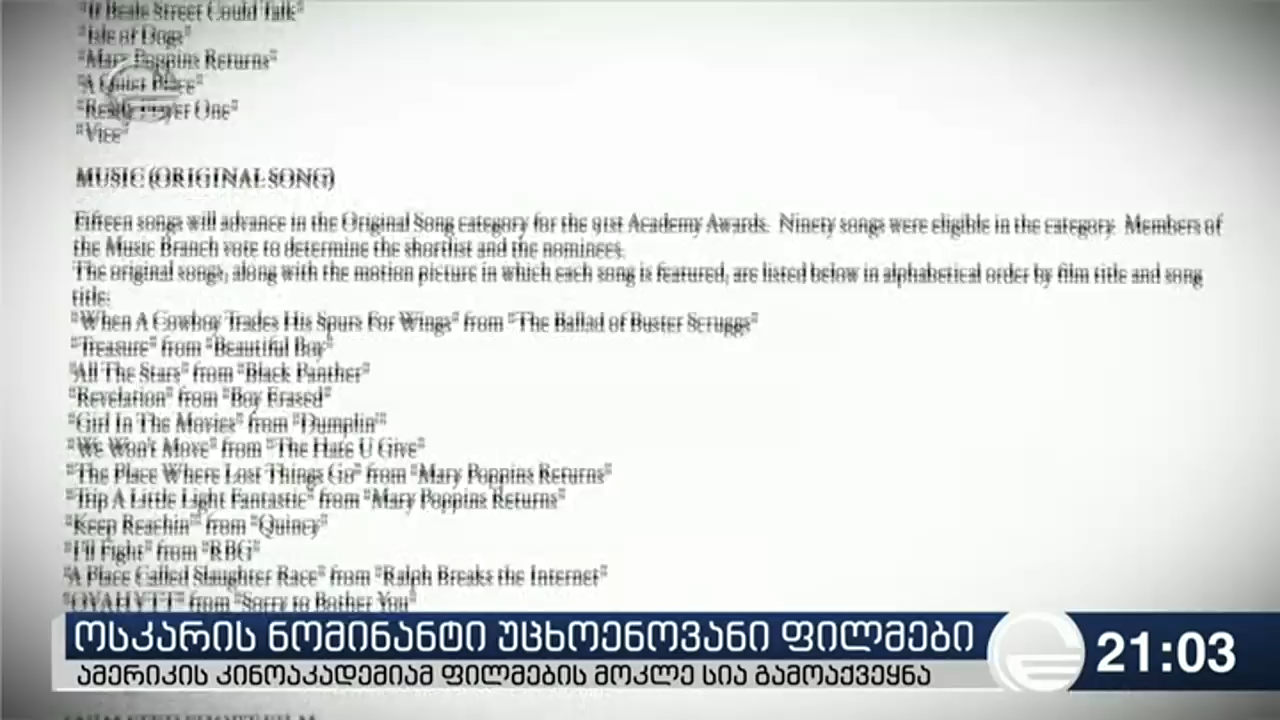 "If Beale Street Could Talk"
"Isle of Dogs"
"Mary Poppins Returns"
"A Quiet Place"
"Ready Player One"
"Vice"
MUSIC (ORIGINAL SONG)
Fifteen songs will advance in the Original Song category for the 91st Academy Awards. Ninety songs were eligible in the category. Members of
the Music Branch vote to determine the shortlist and the nominees.
The original songs, along with the motion picture in which each song is featured, are listed below in alphabetical order by film title and song
title:
"When A Cowboy Trades His Spurs For Wings" from "The Ballad of Buster Scruggs"
"Treasure" from "Beautiful Boy"
"All The Stars" from "Black Panther"
"Revelation" from "Boy Erased"
"Girl In The Movies" from "Dumplin'"
"We Won't Move" from "The Hate U Give"
"The Place Where Lost Things Go" from "Mary Poppins Returns"
"Trip A Little Light Fantastic" from "Mary Poppins Returns"
"Keep Reachin'" from "Quincy"
"I'll Fight" from "RBG"
"A Place Called Slaughter Race" from "Ralph Breaks the Internet"
"OYAHYTT" from "Sorry to Bother You"
ოსკარის ნომინანტი უცხოენოვანი ფილმები
ამერიკის კინოაკადემიამ ფილმების მოკლე სია გამოაქვეყნა
21:03